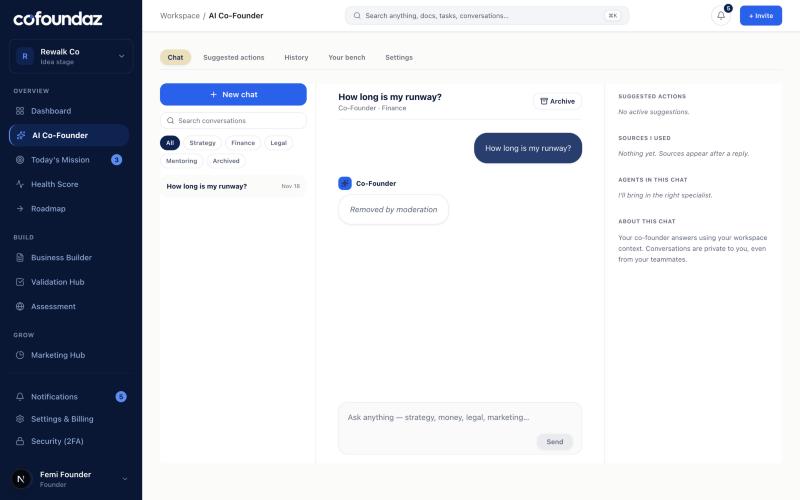 cofoundaz
R
Rewalk Co
Idea stage
OVERVIEW
Dashboard
AI Co-Founder
Today's Mission
3
Health Score
Roadmap
BUILD
Business Builder
Validation Hub
Assessment
GROW
Marketing Hub
Notifications
5
Settings & Billing
Security (2FA)
N
Femi Founder
Founder
Workspace / AI Co-Founder
Search anything, docs, tasks, conversations...
⌘K
5
+ Invite
Chat
Suggested actions
History
Your bench
Settings
+ New chat
Search conversations
All
Strategy
Finance
Legal
Mentoring
Archived
How long is my runway?
Nov 18
How long is my runway?
Co-Founder · Finance
Archive
How long is my runway?
Co-Founder
Removed by moderation
Ask anything — strategy, money, legal, marketing...
Send
SUGGESTED ACTIONS
No active suggestions.
SOURCES I USED
Nothing yet. Sources appear after a reply.
AGENTS IN THIS CHAT
I'll bring in the right specialist.
ABOUT THIS CHAT
Your co-founder answers using your workspace
context. Conversations are private to you, even
from your teammates.